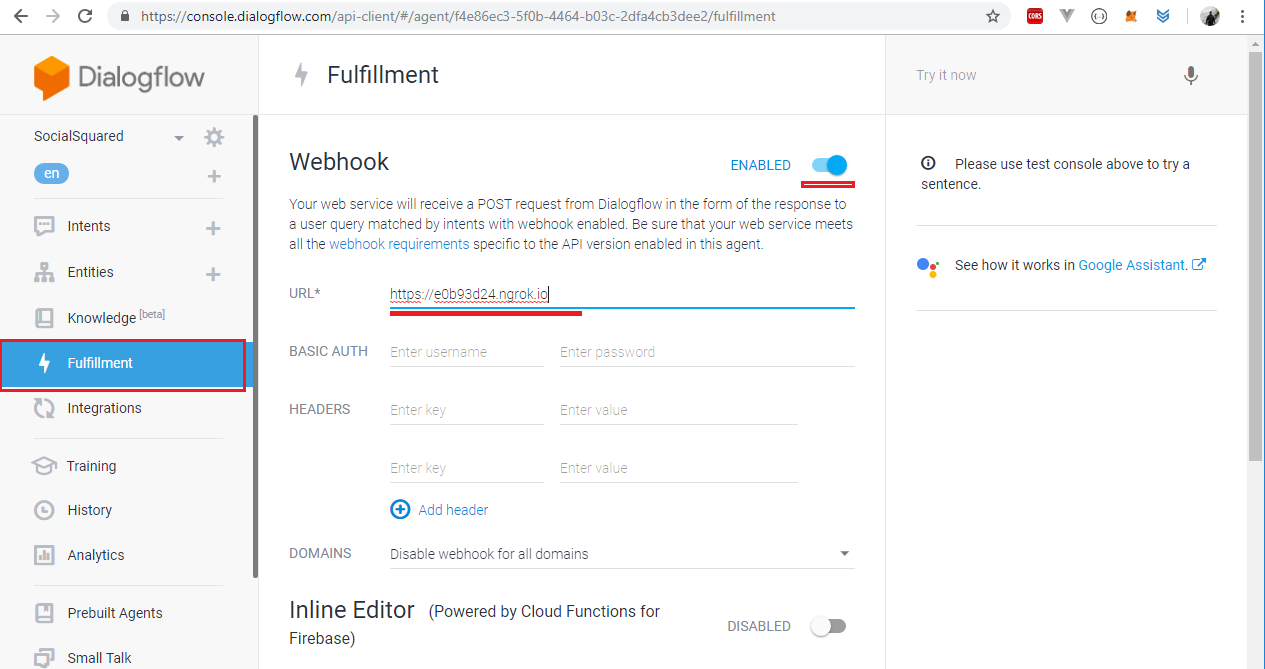 https://console.dialogflow.com/api-client/#/agent/f4e86ec3-5f0b-4464-b03c-2dfa4cb3dee2/fulfillment
CORS
Dialogflow
SocialSquared
en
Intents
Entities
Knowledge [beta]
Fulfillment
Integrations
Training
History
Analytics
Prebuilt Agents
Small Talk
Fulfillment
Webhook
ENABLED
Your web service will receive a POST request from Dialogflow in the form of the response to
a user query matched by intents with webhook enabled. Be sure that your web service meets
all the webhook requirements specific to the API version enabled in this agent.
URL*
https://e0b93d24.ngrok.io
BASIC AUTH
Enter username
Enter password
HEADERS
Enter key
Enter value
Enter key
Enter value
Add header
DOMAINS
Disable webhook for all domains
Inline Editor (Powered by Cloud Functions for
Firebase)
DISABLED
Try it now
Please use test console above to try a
sentence.
See how it works in Google Assistant.